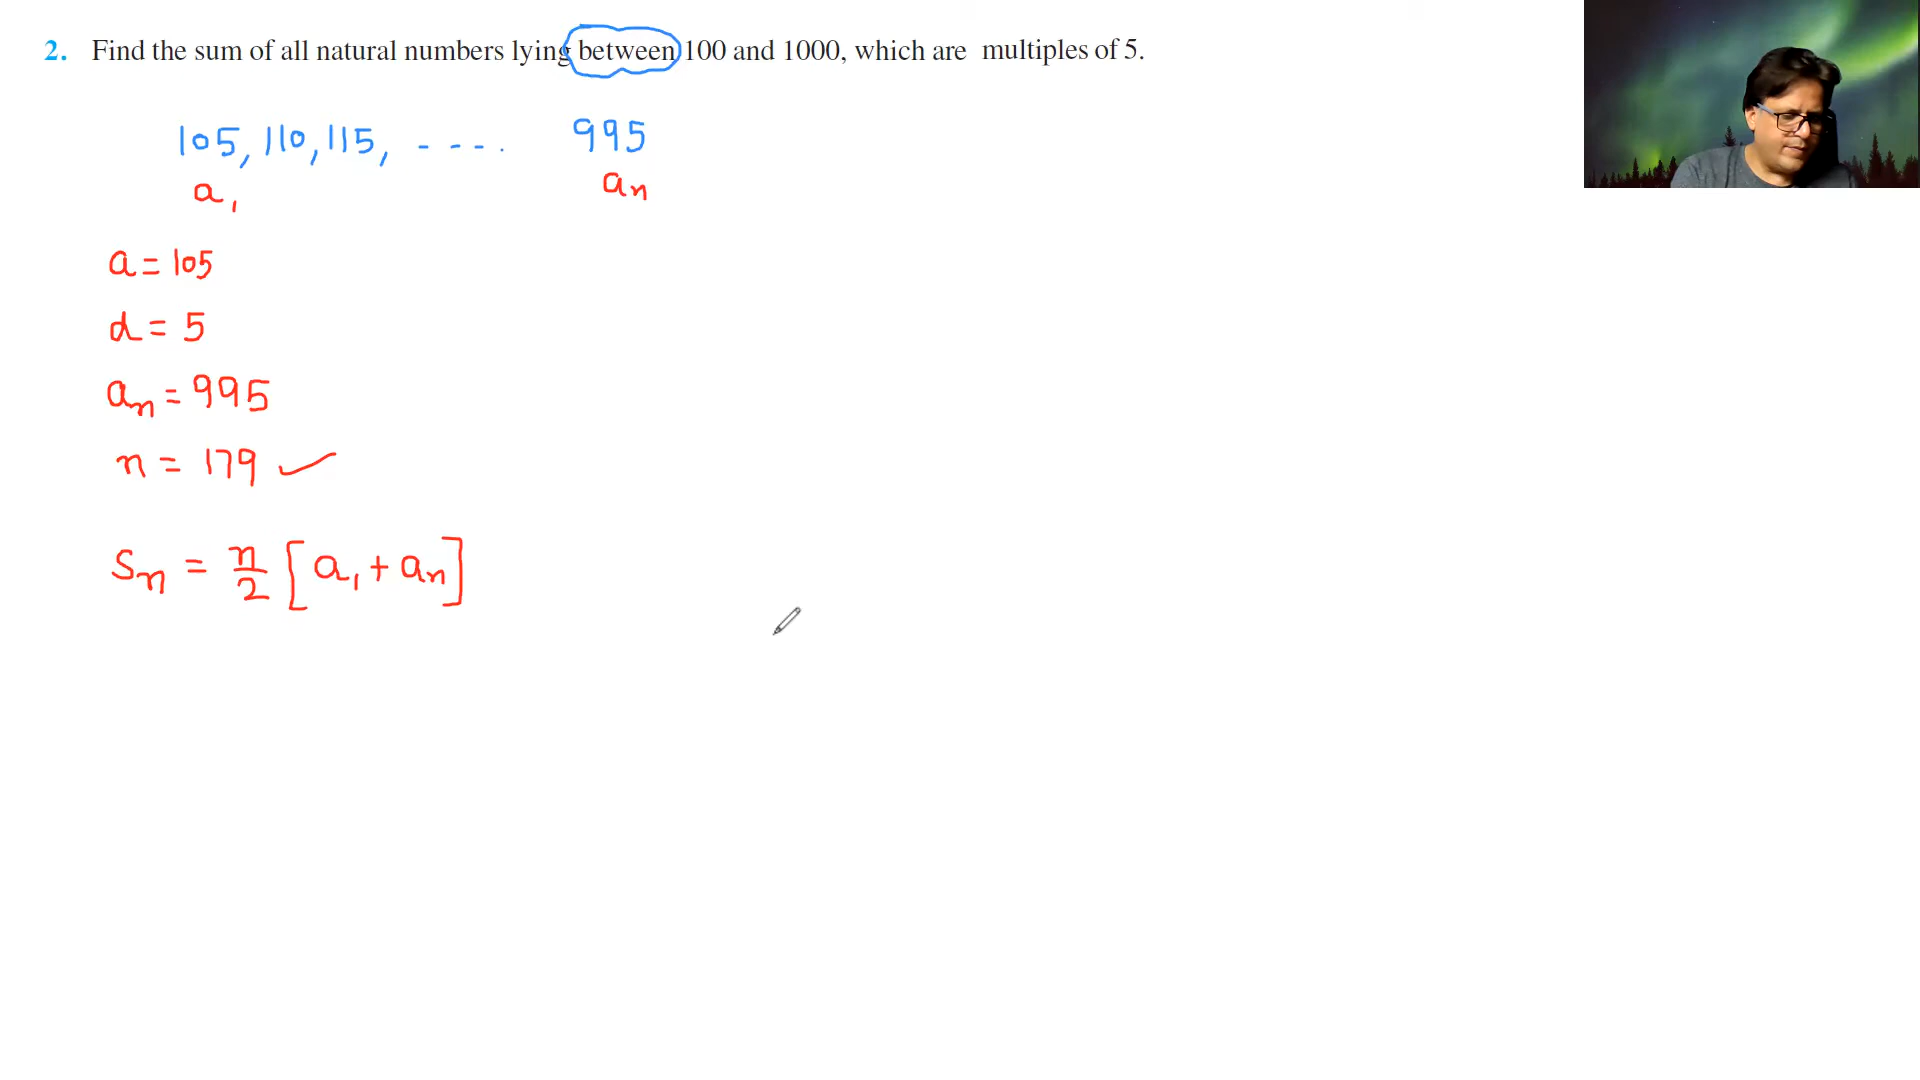 2. Find the sum of all natural numbers lying between 100 and 1000, which are multiples of 5.
105, 110, 115, - - - . 995
a₁ aₙ
a = 105
d = 5
aₙ = 995
n = 179 ✓
Sₙ = n/2 [a₁ + aₙ]